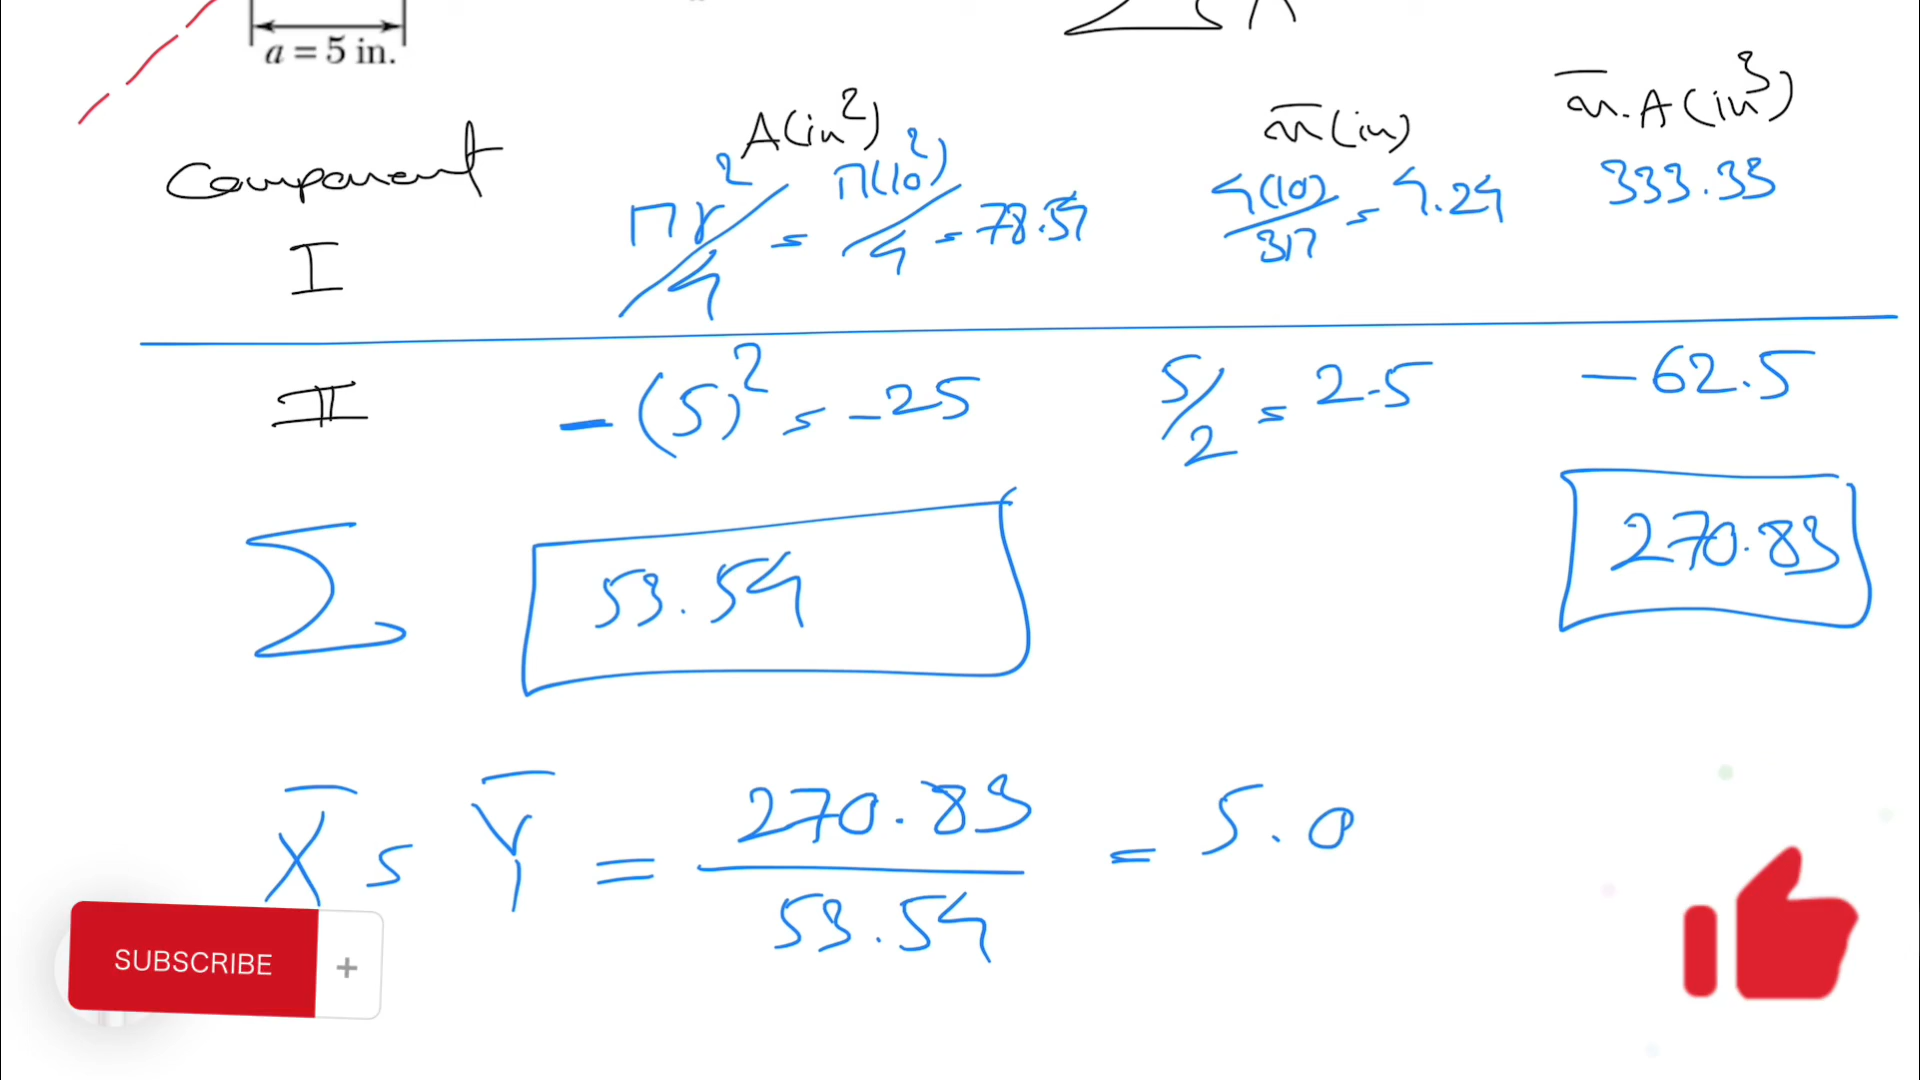 a = 5 in.
Component A(in²) x̄(in) x̄.A(in³)
I πr²/4 = π(10²)/4 = 78.54 4(10)/3π = 4.24 333.33
II -(5)² = -25 5/2 = 2.5 -62.5
Σ 53.54 270.83
X̄ = Ȳ = 270.83/53.54 = 5.0
SUBSCRIBE +